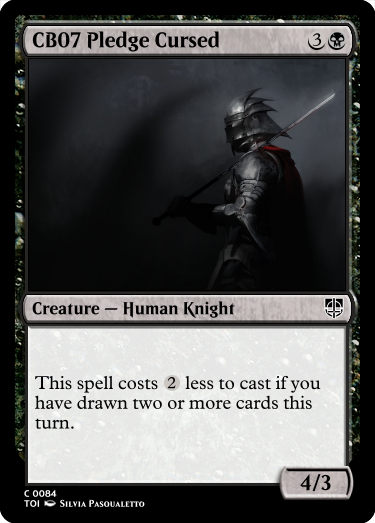 CB07 Pledge Cursed 3
Creature — Human Knight
This spell costs 2 less to cast if you
have drawn two or more cards this
turn.
4/3
C 0084
TOI Silvia Pasqualetto